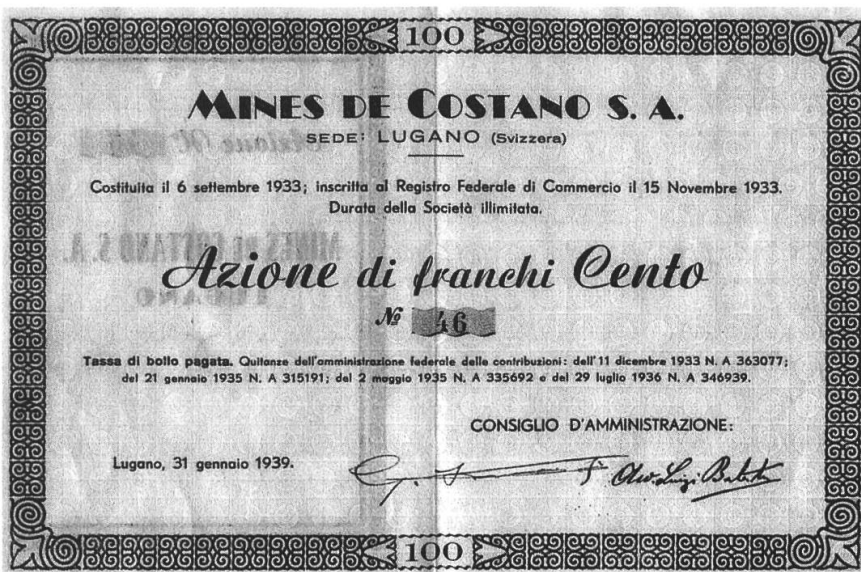 100
MINES DE COSTANO S. A.
SEDE: LUGANO (Svizzera)
Costituita il 6 settembre 1933; inscritta al Registro Federale di Commercio il 15 Novembre 1933.
Durata della Società illimitata.
Azione di franchi Cento
Nº 46
Tassa di bollo pagata. Quitanze dell'amministrazione federale delle contribuzioni: dell'11 dicembre 1933 N. A 363077;
del 21 gennaio 1935 N. A 315191; del 2 maggio 1935 N. A 335692 e del 29 luglio 1936 N. A 346939.
CONSIGLIO D'AMMINISTRAZIONE:
Lugano, 31 gennaio 1939.
Avv. Luigi
100